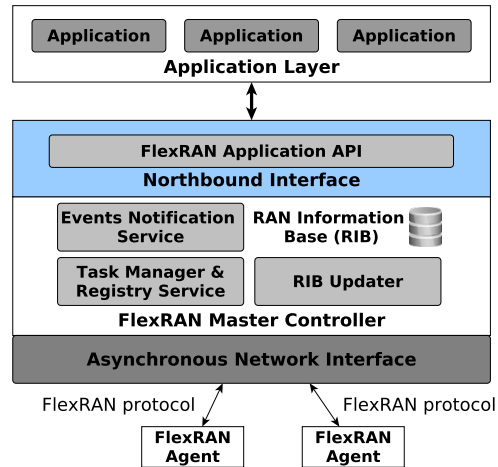 Application Application Application
Application Layer
FlexRAN Application API
Northbound Interface
Events Notification
Service
RAN Information
Base (RIB)
Task Manager &
Registry Service
RIB Updater
FlexRAN Master Controller
Asynchronous Network Interface
FlexRAN protocol
FlexRAN protocol
FlexRAN
Agent
FlexRAN
Agent